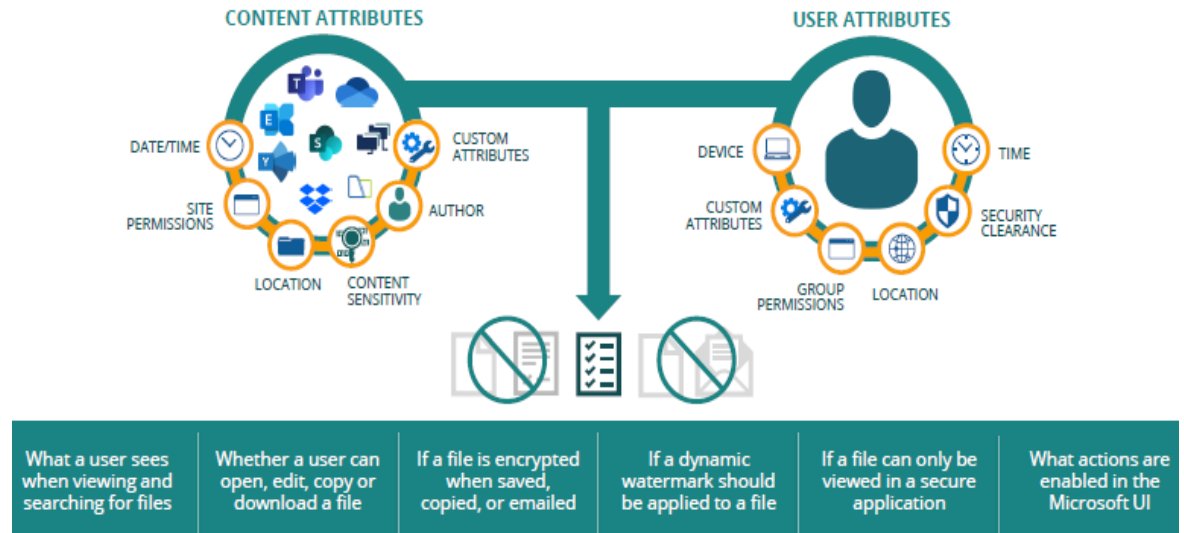 CONTENT ATTRIBUTES
USER ATTRIBUTES
T
E
S
Y
DATE/TIME
CUSTOM
ATTRIBUTES
SITE
PERMISSIONS
AUTHOR
LOCATION
CONTENT
SENSITIVITY
DEVICE
TIME
CUSTOM
ATTRIBUTES
SECURITY
CLEARANCE
GROUP
PERMISSIONS
LOCATION
What a user sees
when viewing and
searching for files
Whether a user can
open, edit, copy or
download a file
If a file is encrypted
when saved,
copied, or emailed
If a dynamic
watermark should
be applied to a file
If a file can only be
viewed in a secure
application
What actions are
enabled in the
Microsoft UI